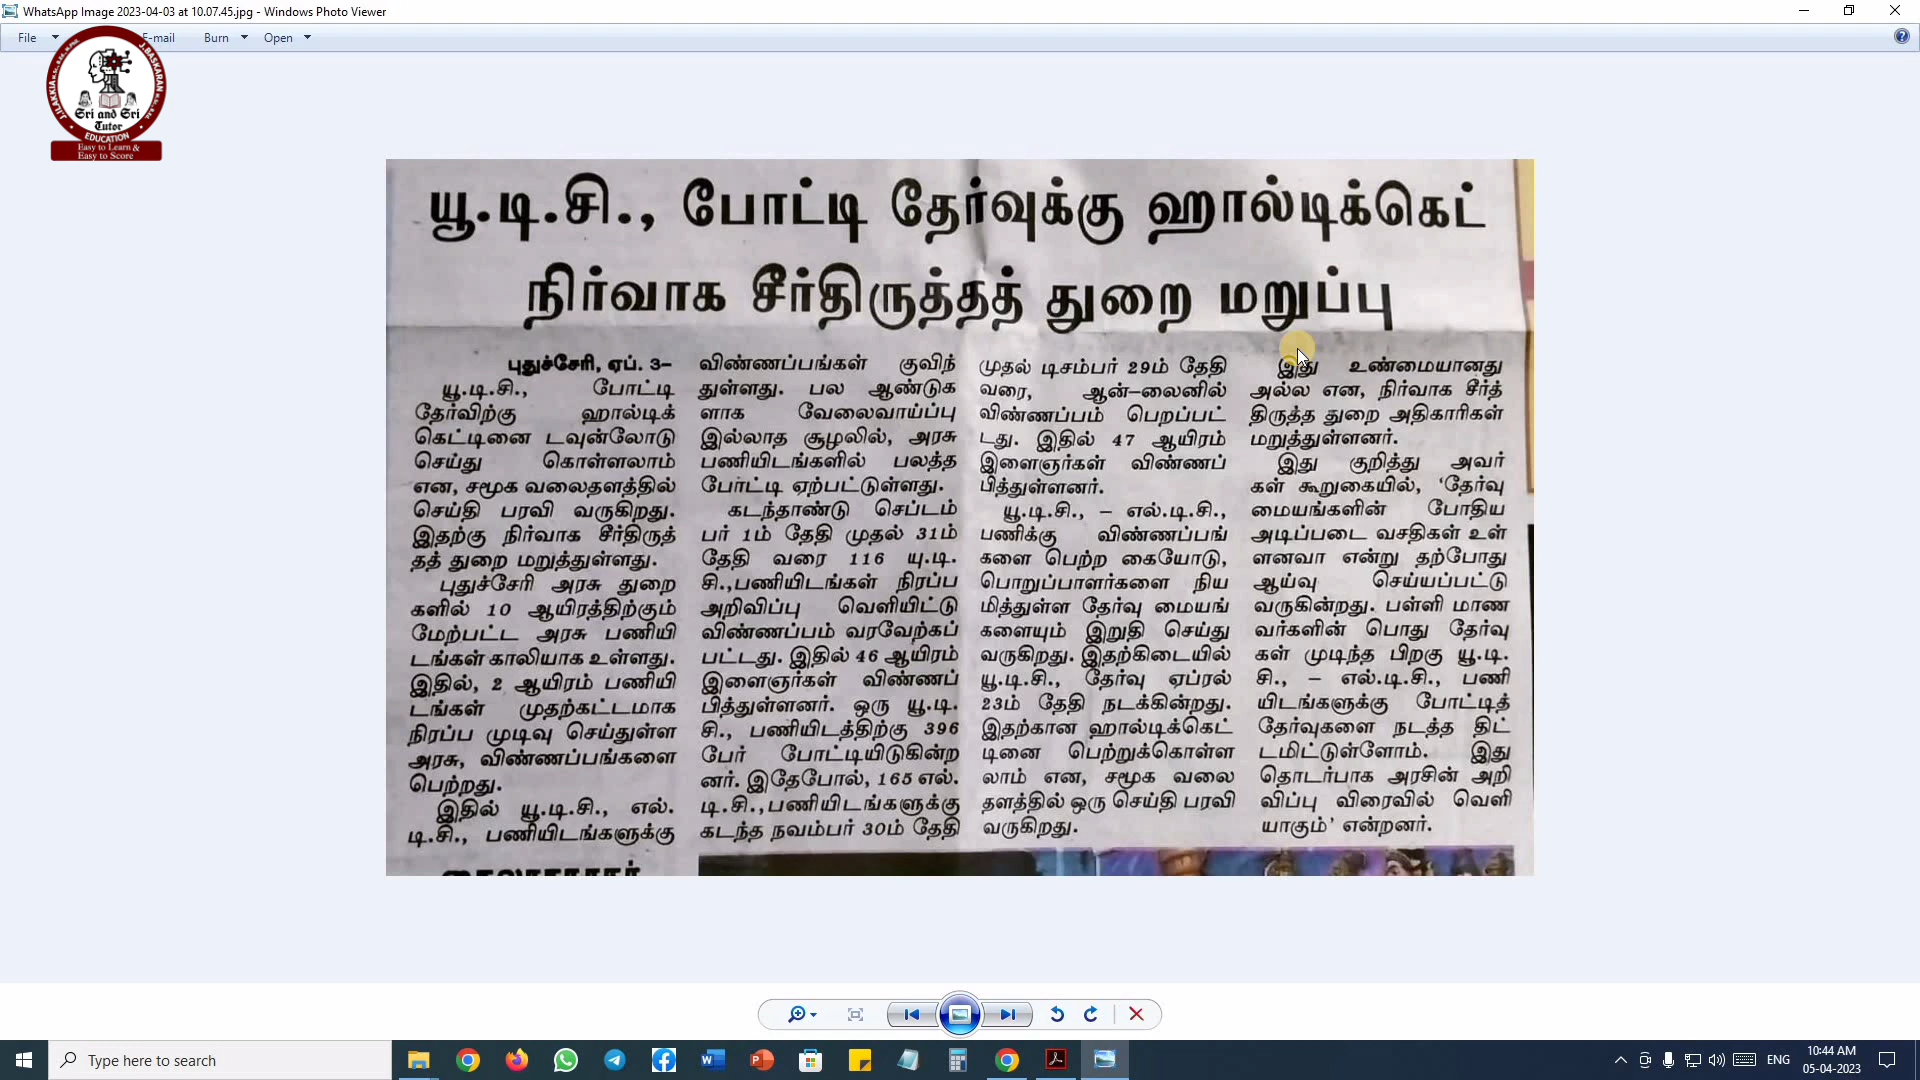 WhatsApp Image 2023-04-03 at 10.07.45.jpg - Windows Photo Viewer
File
E-mail
Burn
Open
J.ILAKKIA
J.BASKARAN
Sri and Sri
Tutor
EDUCATION
Easy to Learn &
Easy to Score
யூ.டி.சி., போட்டி தேர்வுக்கு ஹால்டிக்கெட்
நிர்வாக சீர்திருத்தத் துறை மறுப்பு
புதுச்சேரி, ஏப். 3–
யூ.டி.சி., போட்டி
தேர்விற்கு ஹால்டிக்
கெட்டினை டவுன்லோடு
செய்து கொள்ளலாம்
என, சமூக வலைதளத்தில்
செய்தி பரவி வருகிறது.
இதற்கு நிர்வாக சீர்திருத்
தத் துறை மறுத்துள்ளது.
புதுச்சேரி அரசு துறை
களில் 10 ஆயிரத்திற்கும்
மேற்பட்ட அரசு பணியி
டங்கள் காலியாக உள்ளது.
இதில், 2 ஆயிரம் பணியி
டங்கள் முதற்கட்டமாக
நிரப்ப முடிவு செய்துள்ள
அரசு, விண்ணப்பங்களை
பெற்றது.
இதில் யூ.டி.சி., எல்.
டி.சி., பணியிடங்களுக்கு
விண்ணப்பங்கள் குவிந்
துள்ளது. பல ஆண்டுக
ளாக வேலைவாய்ப்பு
இல்லாத சூழலில், அரசு
பணியிடங்களில் பலத்த
போட்டி ஏற்பட்டுள்ளது.
கடந்தாண்டு செப்டம்
பர் 1ம் தேதி முதல் 31ம்
தேதி வரை 116 யு.டி.
சி.,பணியிடங்கள் நிரப்ப
அறிவிப்பு வெளியிட்டு
விண்ணப்பம் வரவேற்கப்
பட்டது. இதில் 46 ஆயிரம்
இளைஞர்கள் விண்ணப்
பித்துள்ளனர். ஒரு யூ.டி.
சி., பணியிடத்திற்கு 396
பேர் போட்டியிடுகின்ற
னர். இதேபோல், 165 எல்.
டி.சி.,பணியிடங்களுக்கு
கடந்த நவம்பர் 30ம் தேதி
முதல் டிசம்பர் 29ம் தேதி
வரை, ஆன்–லைனில்
விண்ணப்பம் பெறப்பட்
டது. இதில் 47 ஆயிரம்
இளைஞர்கள் விண்ணப்
பித்துள்ளனர்.
யூ.டி.சி., – எல்.டி.சி.,
பணிக்கு விண்ணப்பங்
களை பெற்ற கையோடு,
பொறுப்பாளர்களை நிய
மித்துள்ள தேர்வு மையங்
களையும் இறுதி செய்து
வருகிறது. இதற்கிடையில்
யூ.டி.சி., தேர்வு ஏப்ரல்
23ம் தேதி நடக்கின்றது.
இதற்கான ஹால்டிக்கெட்
டினை பெற்றுக்கொள்ள
லாம் என, சமூக வலை
தளத்தில் ஒரு செய்தி பரவி
வருகிறது.
இது உண்மையானது
அல்ல என, நிர்வாக சீர்த்
திருத்த துறை அதிகாரிகள்
மறுத்துள்ளனர்.
இது குறித்து அவர்
கள் கூறுகையில், ‘தேர்வு
மையங்களின் போதிய
அடிப்படை வசதிகள் உள்
ளனவா என்று தற்போது
ஆய்வு செய்யப்பட்டு
வருகின்றது. பள்ளி மாண
வர்களின் பொது தேர்வு
கள் முடிந்த பிறகு யூ.டி.
சி., – எல்.டி.சி., பணி
யிடங்களுக்கு போட்டித்
தேர்வுகளை நடத்த திட்
டமிட்டுள்ளோம். இது
தொடர்பாக அரசின் அறி
விப்பு விரைவில் வெளி
யாகும்’ என்றனர்.
Type here to search
ENG
10:44 AM
05-04-2023